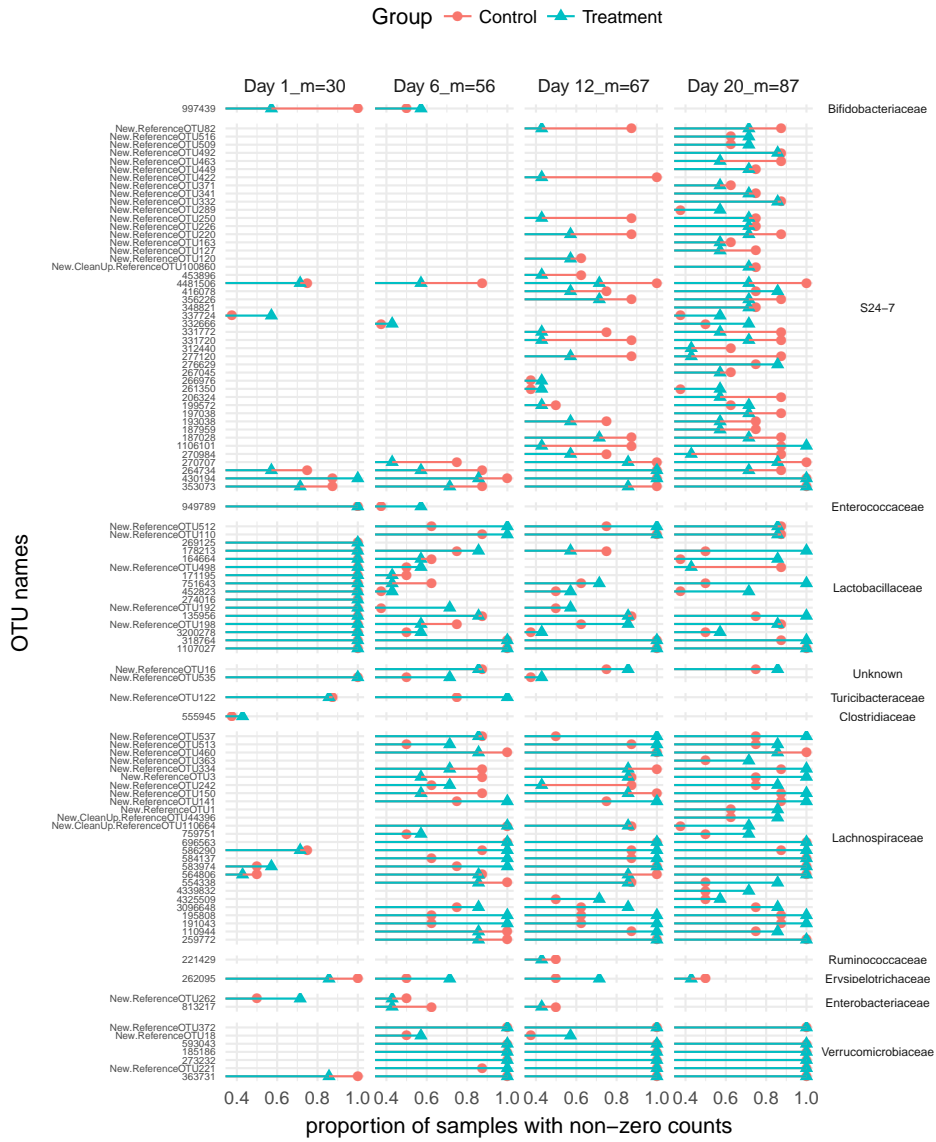 Group Control Treatment
Day 1_m=30 Day 6_m=56 Day 12_m=67 Day 20_m=87
997439 Bifidobacteriaceae
New.ReferenceOTU82
New.ReferenceOTU516
New.ReferenceOTU509
New.ReferenceOTU492
New.ReferenceOTU463
New.ReferenceOTU449
New.ReferenceOTU422
New.ReferenceOTU371
New.ReferenceOTU341
New.ReferenceOTU332
New.ReferenceOTU289
New.ReferenceOTU250
New.ReferenceOTU226
New.ReferenceOTU220
New.ReferenceOTU163
New.ReferenceOTU127
New.ReferenceOTU120
New.CleanUp.ReferenceOTU100860
453896
4481506
416078
356226
348821 S24−7
337724
332666
331772
331720
312440
277120
276629
267045
266976
261350
206324
199572
197038
193038
187959
187028
1106101
270984
270707
264734
430194
353073
949789 Enterococcaceae
New.ReferenceOTU512
New.ReferenceOTU110
269125
178213
164664
New.ReferenceOTU498
171195
751643 Lactobacillaceae
452823
274016
New.ReferenceOTU192
135956
New.ReferenceOTU198
3200278
318764
1107027
New.ReferenceOTU16
Unknown
New.ReferenceOTU535
New.ReferenceOTU122 Turicibacteraceae
555945 Clostridiaceae
New.ReferenceOTU537
New.ReferenceOTU513
New.ReferenceOTU460
New.ReferenceOTU363
New.ReferenceOTU334
New.ReferenceOTU3
New.ReferenceOTU242
New.ReferenceOTU150
New.ReferenceOTU141
New.ReferenceOTU1
New.CleanUp.ReferenceOTU44396
New.CleanUp.ReferenceOTU110664
759751 Lachnospiraceae
696563
586290
584137
583974
564806
554338
4339832
4325509
3096648
195808
191043
110944
259772
221429 Ruminococcaceae
262095 Erysipelotrichaceae
New.ReferenceOTU262
Enterobacteriaceae
813217
New.ReferenceOTU372
New.ReferenceOTU18
593043
185186 Verrucomicrobiaceae
273232
New.ReferenceOTU221
363731
0.4 0.6 0.8 1.0 0.4 0.6 0.8 1.0 0.4 0.6 0.8 1.0 0.4 0.6 0.8 1.0
proportion of samples with non−zero counts
OTU names